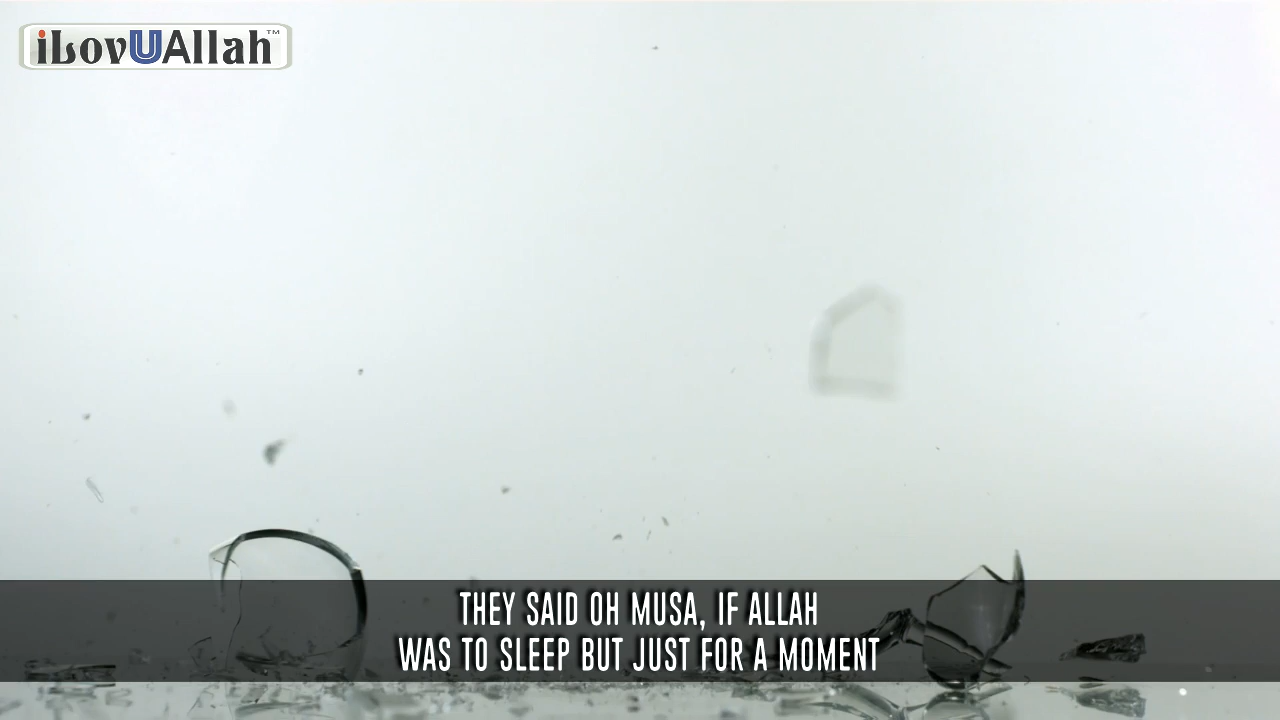 iLovUAllah™
THEY SAID OH MUSA, IF ALLAH
WAS TO SLEEP BUT JUST FOR A MOMENT